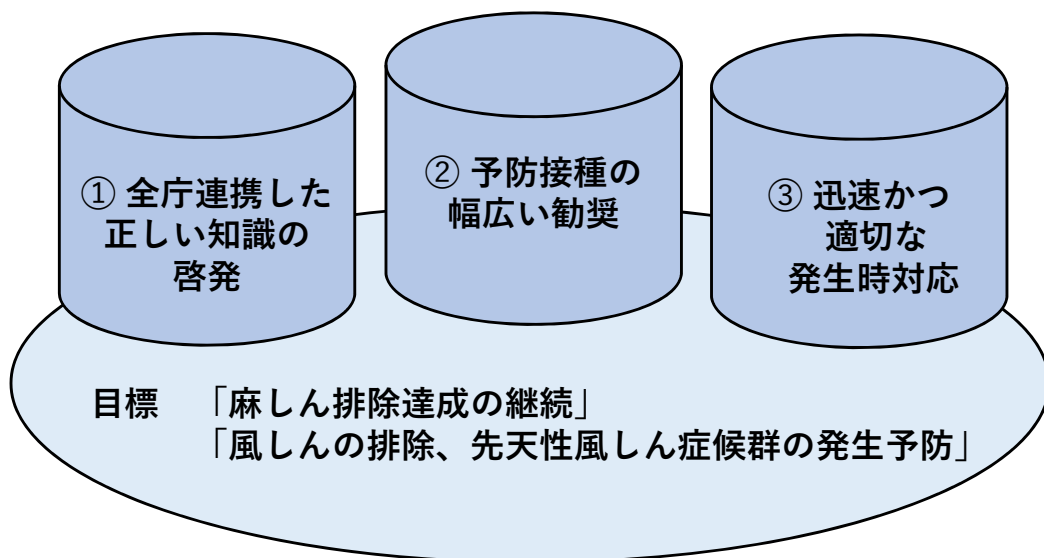 ① 全庁連携した
正しい知識の
啓発
② 予防接種の
幅広い勧奨
③ 迅速かつ
適切な
発生時対応
目標 「麻しん排除達成の継続」
「風しんの排除、先天性風しん症候群の発生予防」